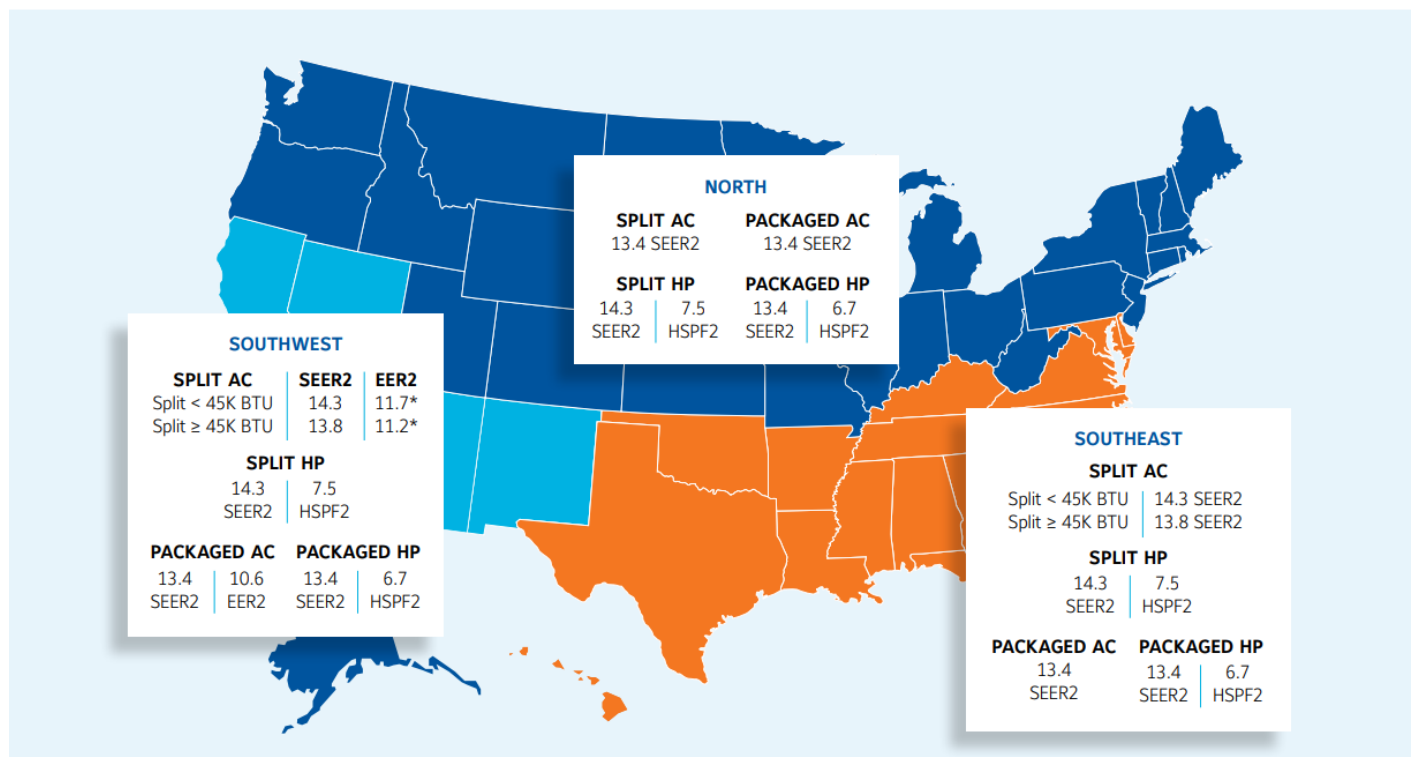 NORTH
SPLIT AC PACKAGED AC
13.4 SEER2 13.4 SEER2
SPLIT HP PACKAGED HP
14.3 7.5 13.4 6.7
SEER2 HSPF2 SEER2 HSPF2
SOUTHWEST
SPLIT AC SEER2 EER2
Split < 45K BTU 14.3 11.7*
Split ≥ 45K BTU 13.8 11.2*
SPLIT HP
14.3 7.5
SEER2 HSPF2
PACKAGED AC PACKAGED HP
13.4 10.6 13.4 6.7
SEER2 EER2 SEER2 HSPF2
SOUTHEAST
SPLIT AC
Split < 45K BTU 14.3 SEER2
Split ≥ 45K BTU 13.8 SEER2
SPLIT HP
14.3 7.5
SEER2 HSPF2
PACKAGED AC PACKAGED HP
13.4 13.4 6.7
SEER2 SEER2 HSPF2